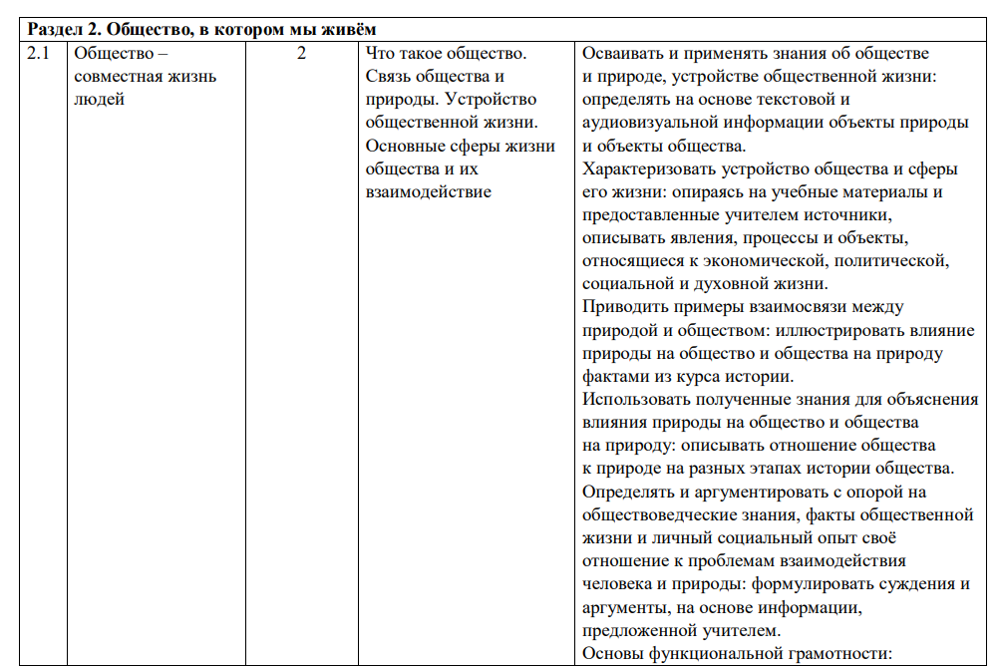 Раздел 2. Общество, в котором мы живём
2.1
Общество –
совместная жизнь
людей
2
Что такое общество.
Связь общества и
природы. Устройство
общественной жизни.
Основные сферы жизни
общества и их
взаимодействие
Осваивать и применять знания об обществе
и природе, устройстве общественной жизни:
определять на основе текстовой и
аудиовизуальной информации объекты природы
и объекты общества.
Характеризовать устройство общества и сферы
его жизни: опираясь на учебные материалы и
предоставленные учителем источники,
описывать явления, процессы и объекты,
относящиеся к экономической, политической,
социальной и духовной жизни.
Приводить примеры взаимосвязи между
природой и обществом: иллюстрировать влияние
природы на общество и общества на природу
фактами из курса истории.
Использовать полученные знания для объяснения
влияния природы на общество и общества
на природу: описывать отношение общества
к природе на разных этапах истории общества.
Определять и аргументировать с опорой на
обществоведческие знания, факты общественной
жизни и личный социальный опыт своё
отношение к проблемам взаимодействия
человека и природы: формулировать суждения и
аргументы, на основе информации,
предложенной учителем.
Основы функциональной грамотности: